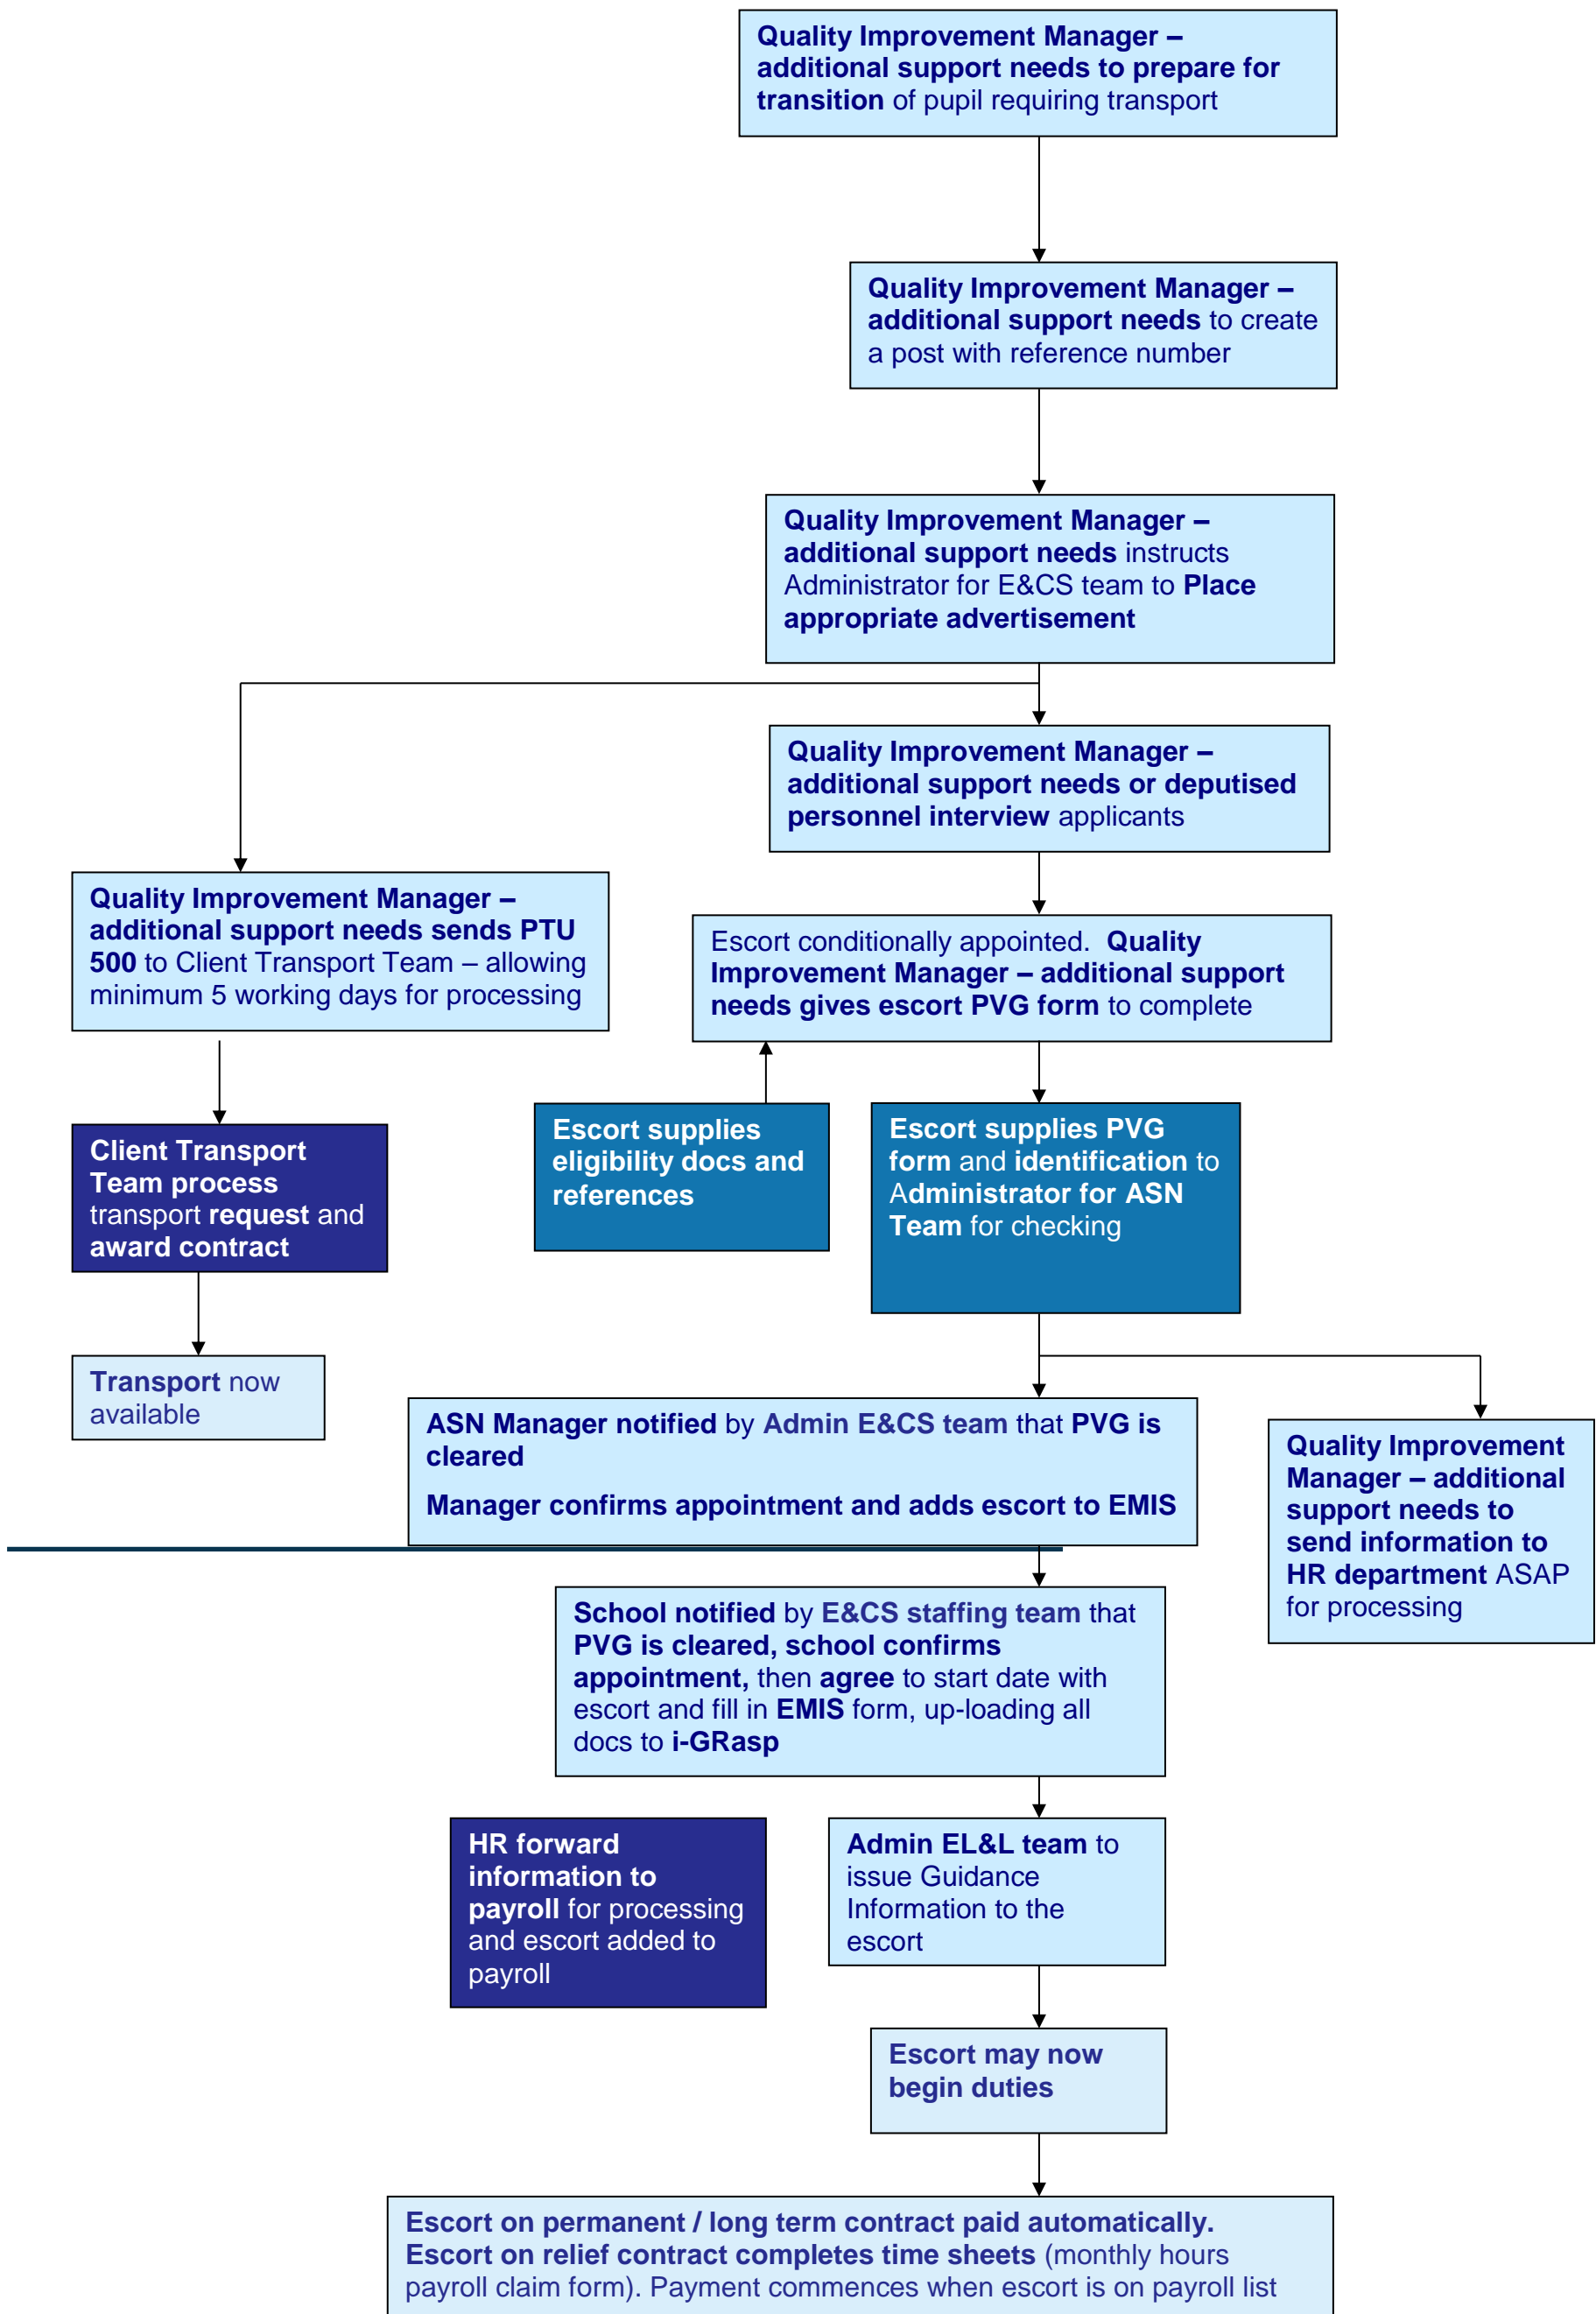 Quality Improvement Manager –
additional support needs to prepare for
transition of pupil requiring transport
Quality Improvement Manager –
additional support needs to create
a post with reference number
Quality Improvement Manager –
additional support needs instructs
Administrator for E&CS team to Place
appropriate advertisement
Quality Improvement Manager –
additional support needs or deputised
personnel interview applicants
Quality Improvement Manager –
additional support needs sends PTU
500 to Client Transport Team – allowing
minimum 5 working days for processing
Escort conditionally appointed.  Quality
Improvement Manager – additional support
needs gives escort PVG form to complete
Client Transport
Team process
transport request and
award contract
Escort supplies
eligibility docs and
references
Escort supplies PVG
form and identification to
Administrator for ASN
Team for checking
Transport now
available
ASN Manager notified by Admin E&CS team that PVG is
cleared
Manager confirms appointment and adds escort to EMIS
Quality Improvement
Manager – additional
support needs to
send information to
HR department ASAP
for processing
School notified by E&CS staffing team that
PVG is cleared, school confirms
appointment, then agree to start date with
escort and fill in EMIS form, up-loading all
docs to i-GRasp
HR forward
information to
payroll for processing
and escort added to
payroll
Admin EL&L team to
issue Guidance
Information to the
escort
Escort may now
begin duties
Escort on permanent / long term contract paid automatically.
Escort on relief contract completes time sheets (monthly hours
payroll claim form). Payment commences when escort is on payroll list